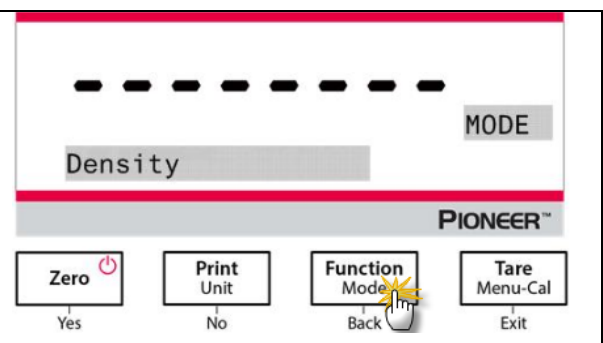 --------
MODE
Density
PIONEER™
Zero Print Function Tare
Unit Mode Menu-Cal
Yes No Back Exit